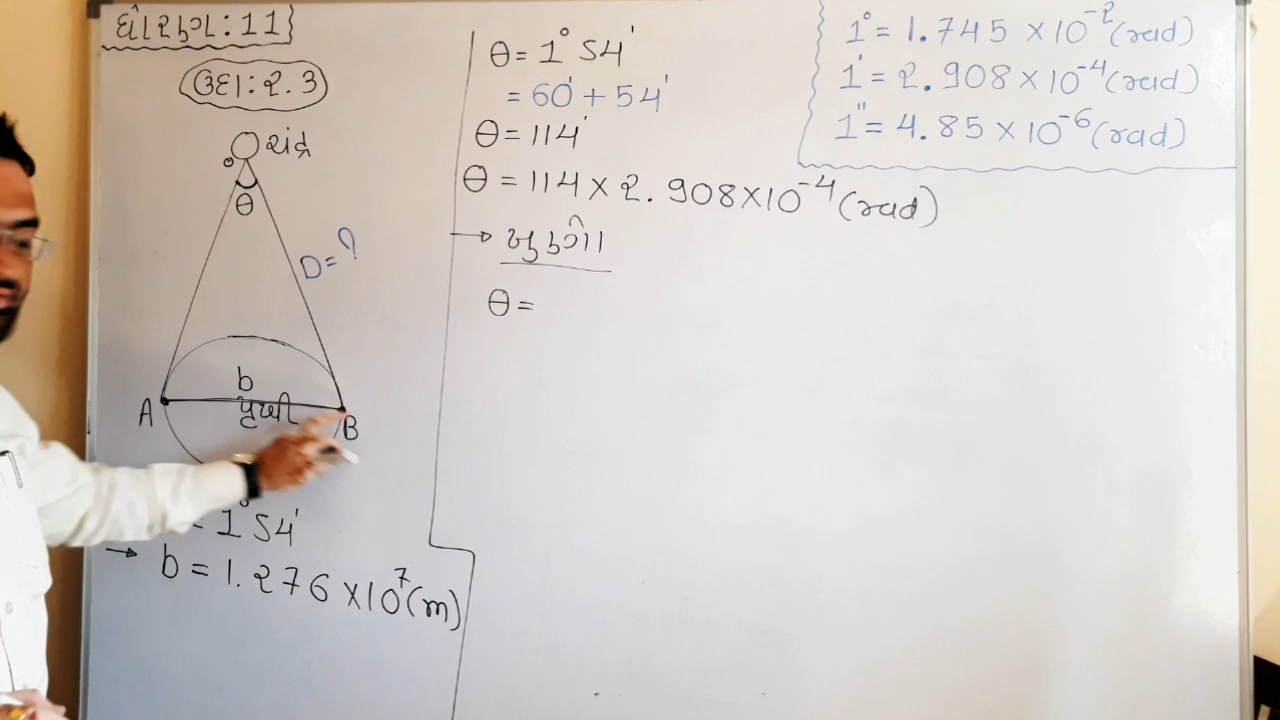 ધોરણ:11
ઉદા:2.3
ચંદ્ર
θ
D=?
b
પૃથ્વી
A
B
= 1° 54'
→ b = 1.276 ×10⁷(m)
θ = 1° 54'
= 60' + 54'
θ = 114'
θ = 114 × 2.908×10⁻⁴(rad)
→ ખૂણો
θ =
1° = 1.745 ×10⁻²(rad)
1' = 2.908×10⁻⁴(rad)
1" = 4.85 ×10⁻⁶(rad)